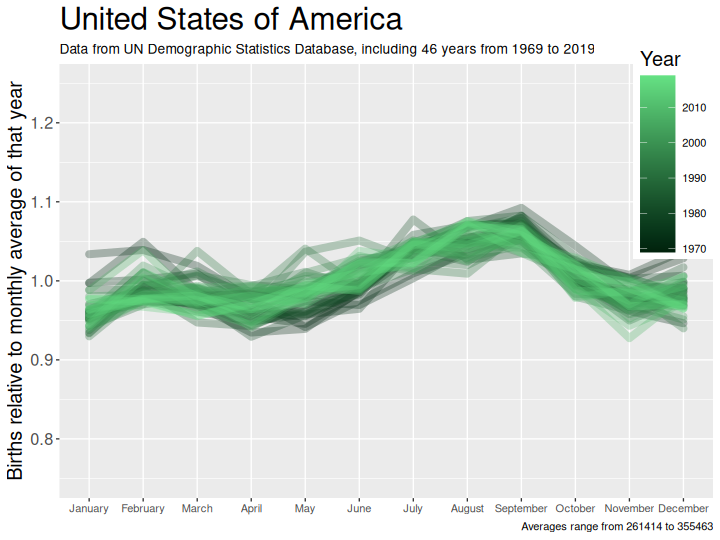 United States of America
Data from UN Demographic Statistics Database, including 46 years from 1969 to 2019
Year
2010
2000
1990
1980
1970
Births relative to monthly average of that year
1.2
1.1
1.0
0.9
0.8
January February March April May June July August September October November December
Averages range from 261414 to 355463